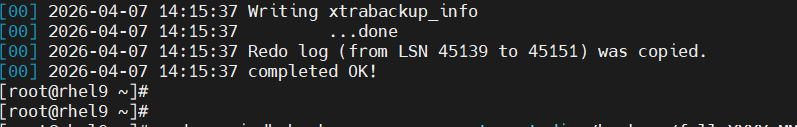 [00] 2026-04-07 14:15:37 Writing xtrabackup_info
[00] 2026-04-07 14:15:37         ...done
[00] 2026-04-07 14:15:37 Redo log (from LSN 45139 to 45151) was copied.
[00] 2026-04-07 14:15:37 completed OK!
[root@rhel9 ~]#
[root@rhel9 ~]#